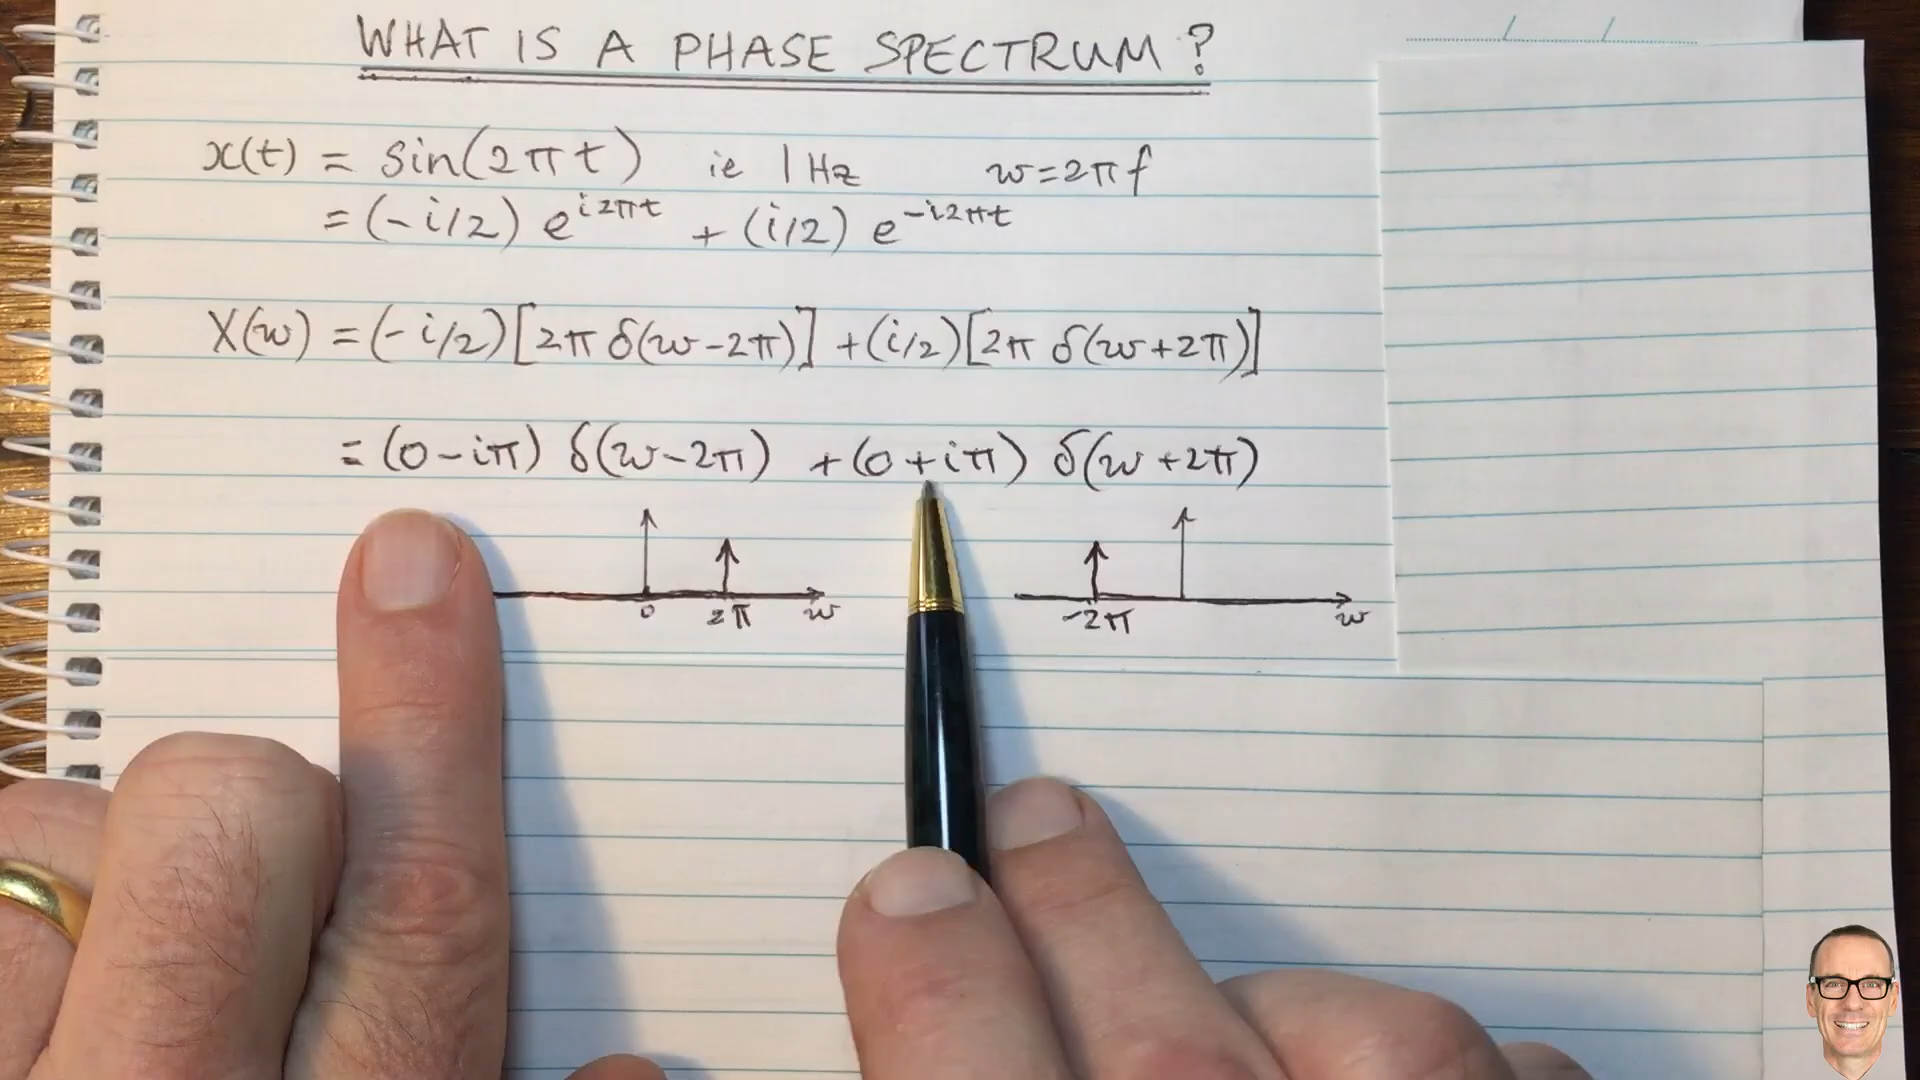 WHAT IS A PHASE SPECTRUM?
x(t) = sin(2πt) ie 1Hz w=2πf
= (-i/2) e^{i2πt} + (i/2) e^{-i2πt}
X(w) = (-i/2)[2π δ(w-2π)] + (i/2)[2π δ(w+2π)]
= (0-iπ) δ(w-2π) + (0+iπ) δ(w+2π)
0 2π w -2π w